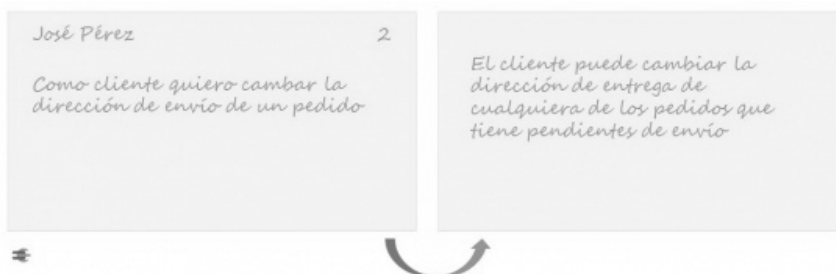 José Pérez 2
Como cliente quiero cambar la
dirección de envío de un pedido
El cliente puede cambiar la
dirección de entrega de
cualquiera de los pedidos que
tiene pendientes de envío